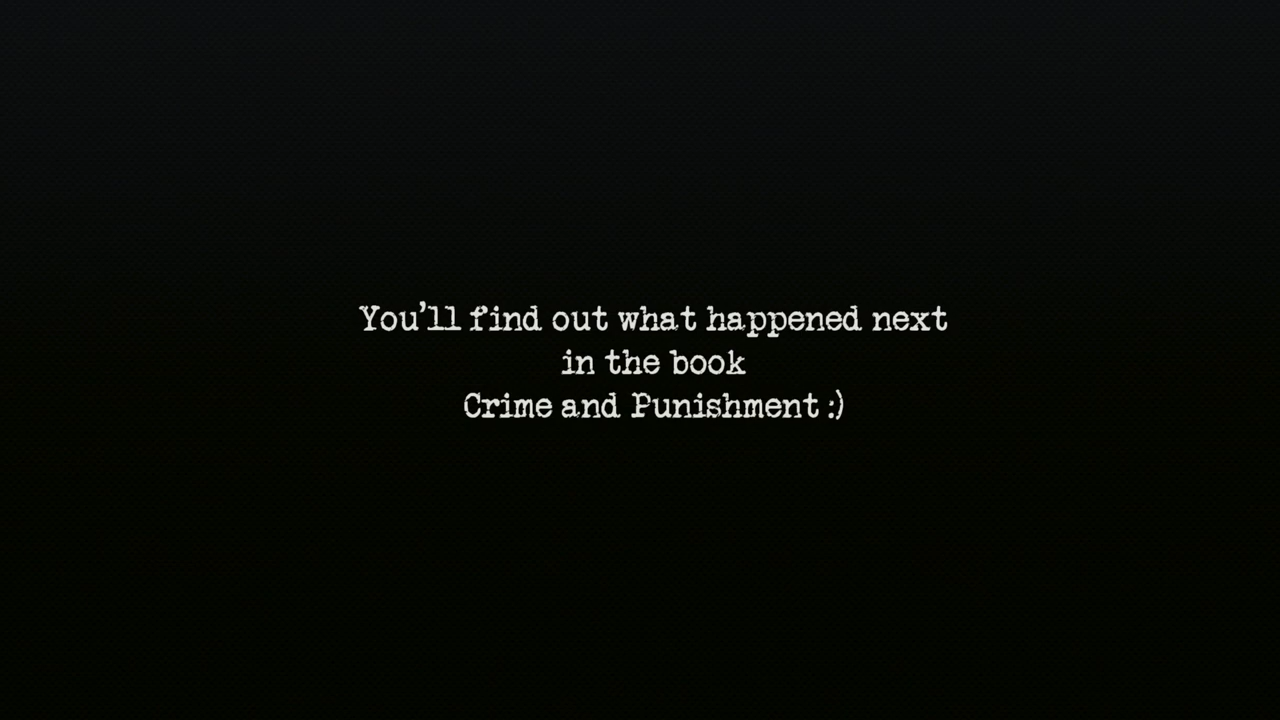 You'll find out what happened next
in the book
Crime and Punishment :)